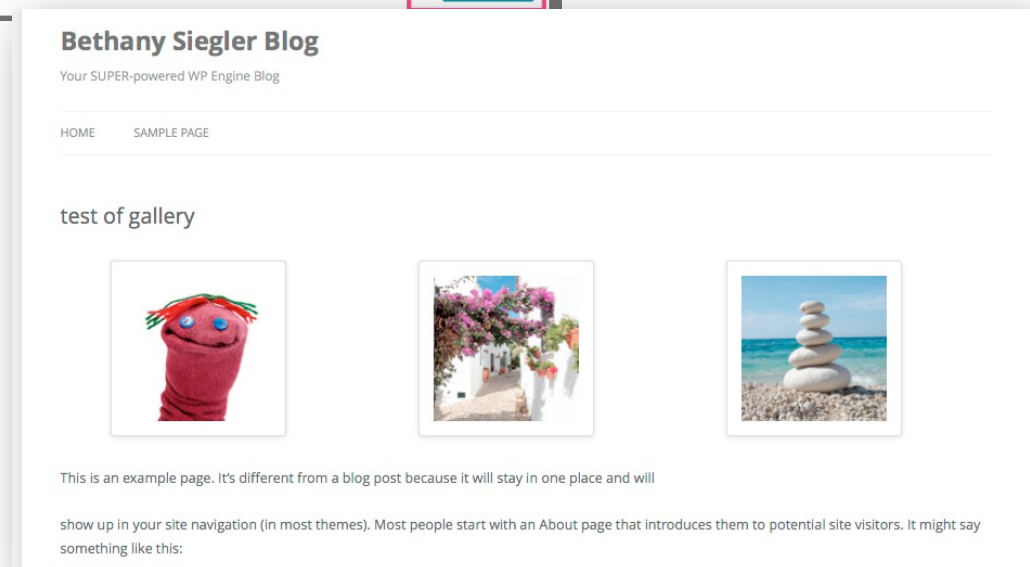 Bethany Siegler Blog
Your SUPER-powered WP Engine Blog
HOME SAMPLE PAGE
test of gallery
This is an example page. It's different from a blog post because it will stay in one place and will
show up in your site navigation (in most themes). Most people start with an About page that introduces them to potential site visitors. It might say
something like this: